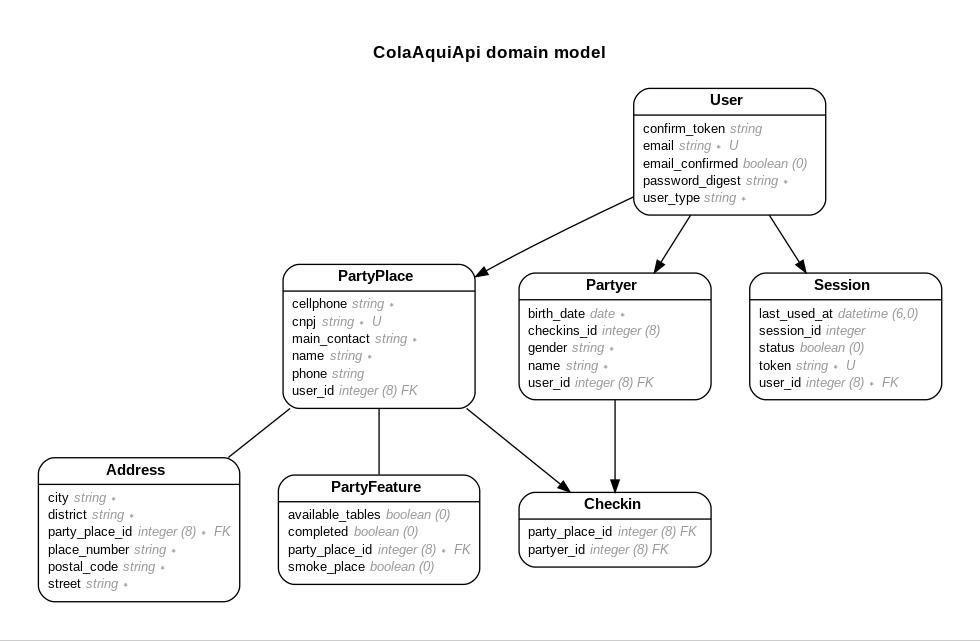 ColaAquiApi domain model
User
confirm_token string
email string ∗ U
email_confirmed boolean (0)
password_digest string ∗
user_type string ∗
PartyPlace
cellphone string ∗
cnpj string ∗ U
main_contact string ∗
name string ∗
phone string
user_id integer (8) FK
Partyer
birth_date date ∗
checkins_id integer (8)
gender string ∗
name string ∗
user_id integer (8) FK
Session
last_used_at datetime (6,0)
session_id integer
status boolean (0)
token string ∗ U
user_id integer (8) ∗ FK
Address
city string ∗
district string ∗
party_place_id integer (8) ∗ FK
place_number string ∗
postal_code string ∗
street string ∗
PartyFeature
available_tables boolean (0)
completed boolean (0)
party_place_id integer (8) ∗ FK
smoke_place boolean (0)
Checkin
party_place_id integer (8) FK
partyer_id integer (8) FK